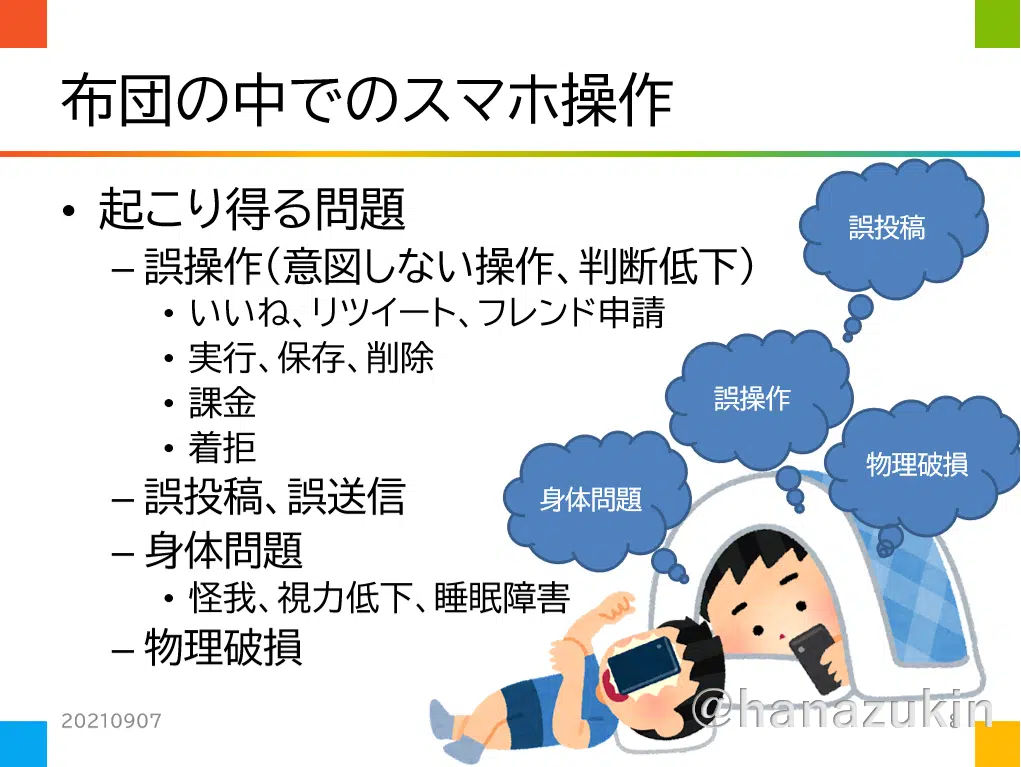 布団の中でのスマホ操作
• 起こり得る問題
– 誤操作(意図しない操作、判断低下)
• いいね、リツイート、フレンド申請
• 実行、保存、削除
• 課金
• 着拒
– 誤投稿、誤送信
– 身体問題
• 怪我、視力低下、睡眠障害
– 物理破損
誤投稿
誤操作
物理破損
身体問題
20210907
@hanazukin